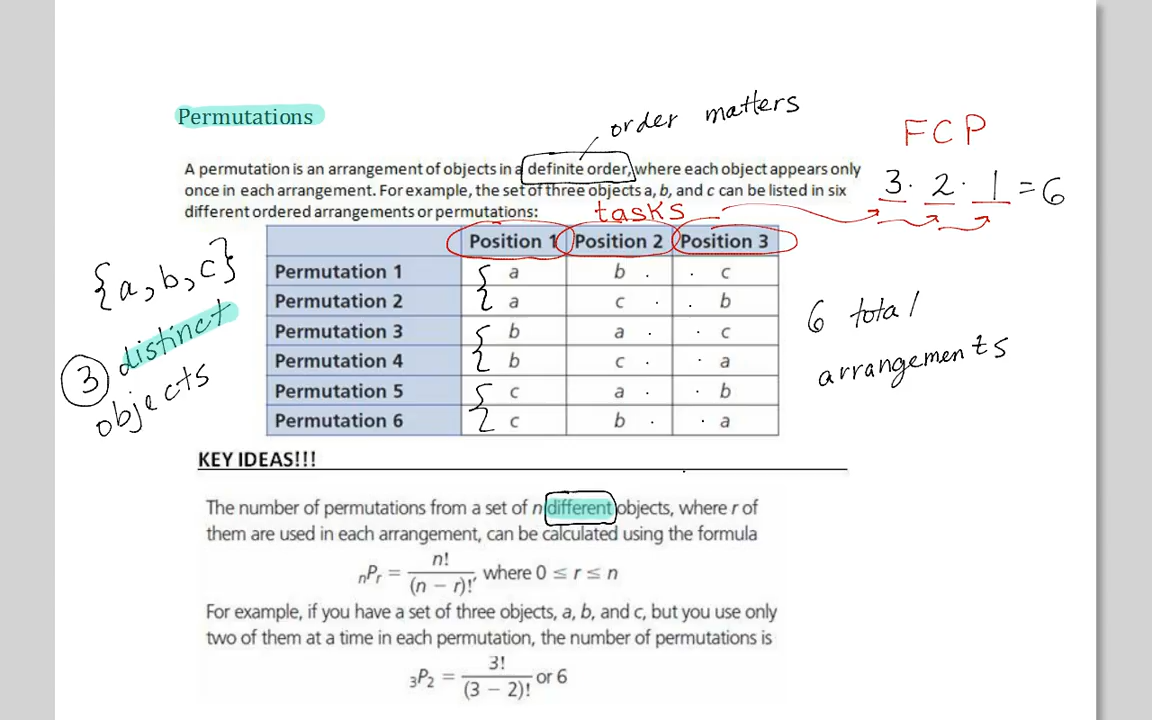 Permutations
order matters
FCP
A permutation is an arrangement of objects in a definite order, where each object appears only
once in each arrangement. For example, the set of three objects a, b, and c can be listed in six
different ordered arrangements or permutations:
3 · 2 · 1 = 6
tasks
Position 1 Position 2 Position 3
Permutation 1 a b c
Permutation 2 a c b
Permutation 3 b a c
Permutation 4 b c a
Permutation 5 c a b
Permutation 6 c b a
{a, b, c}
3 distinct
objects
6 total
arrangements
KEY IDEAS!!!
The number of permutations from a set of n different objects, where r of
them are used in each arrangement, can be calculated using the formula
nPr = n! / (n − r)!, where 0 ≤ r ≤ n
For example, if you have a set of three objects, a, b, and c, but you use only
two of them at a time in each permutation, the number of permutations is
3P2 = 3! / (3 − 2)! or 6